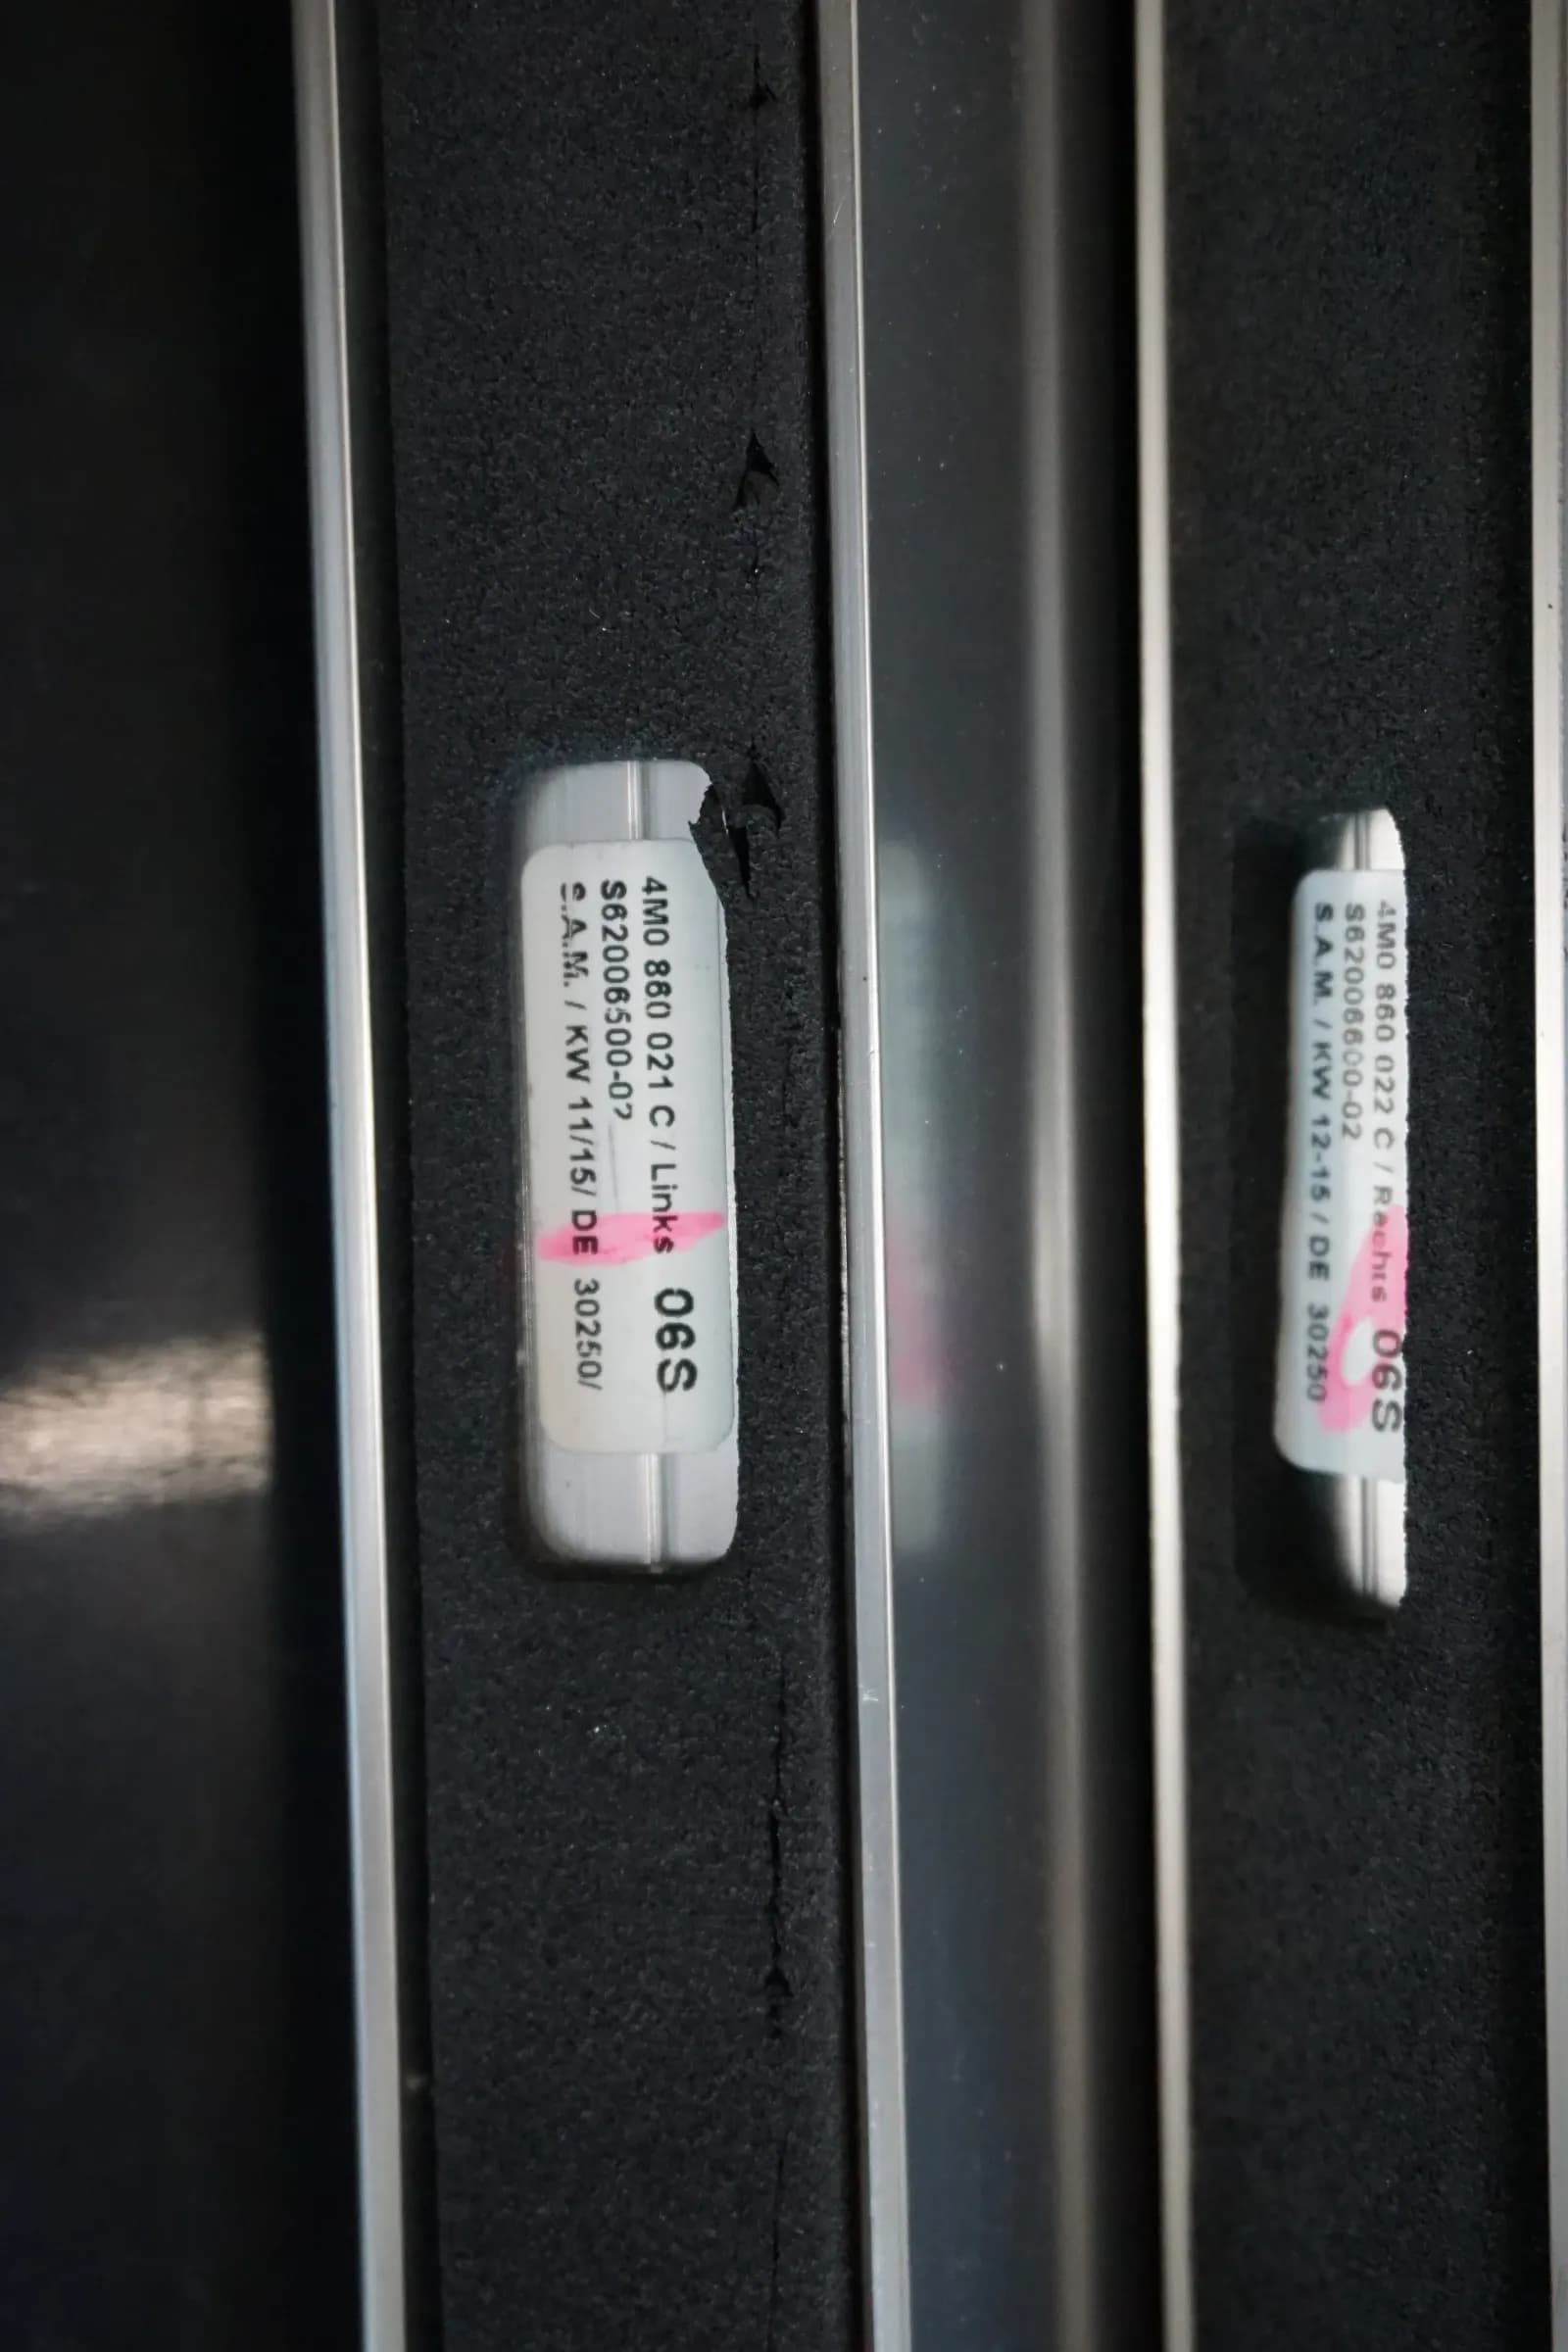 4M0 860 021 C / Links 06S
S62006500-02
S.A.M. / KW 11/15/ DE 30250/
4M0 860 022 C / Rechts 06S
S62006600-02
S.A.M. / KW 12-15 / DE 30250